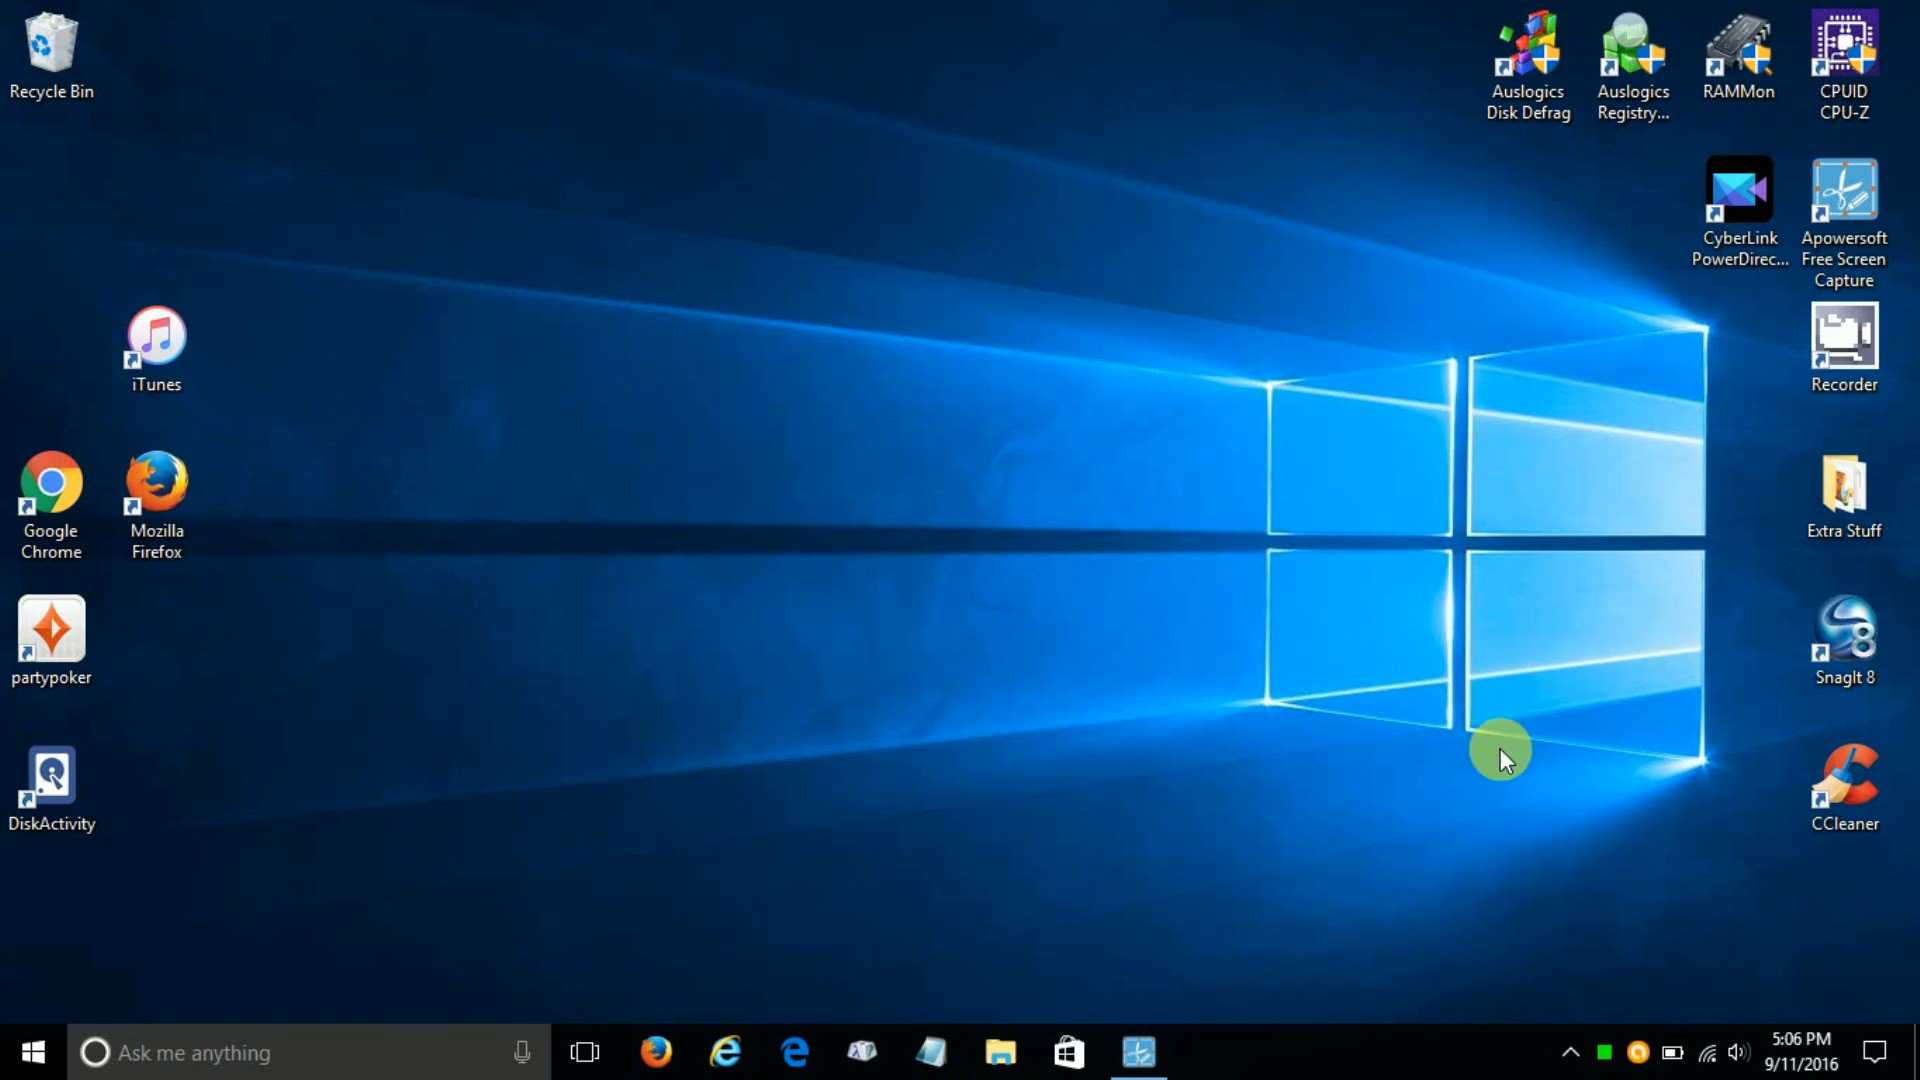 Recycle Bin
Auslogics
Disk Defrag
Auslogics
Registry...
RAMMon
CPUID
CPU-Z
CyberLink
PowerDirec...
Apowersoft
Free Screen
Capture
iTunes
Recorder
Google
Chrome
Mozilla
Firefox
Extra Stuff
partypoker
8
SnagIt 8
DiskActivity
CCleaner
Ask me anything
5:06 PM
9/11/2016